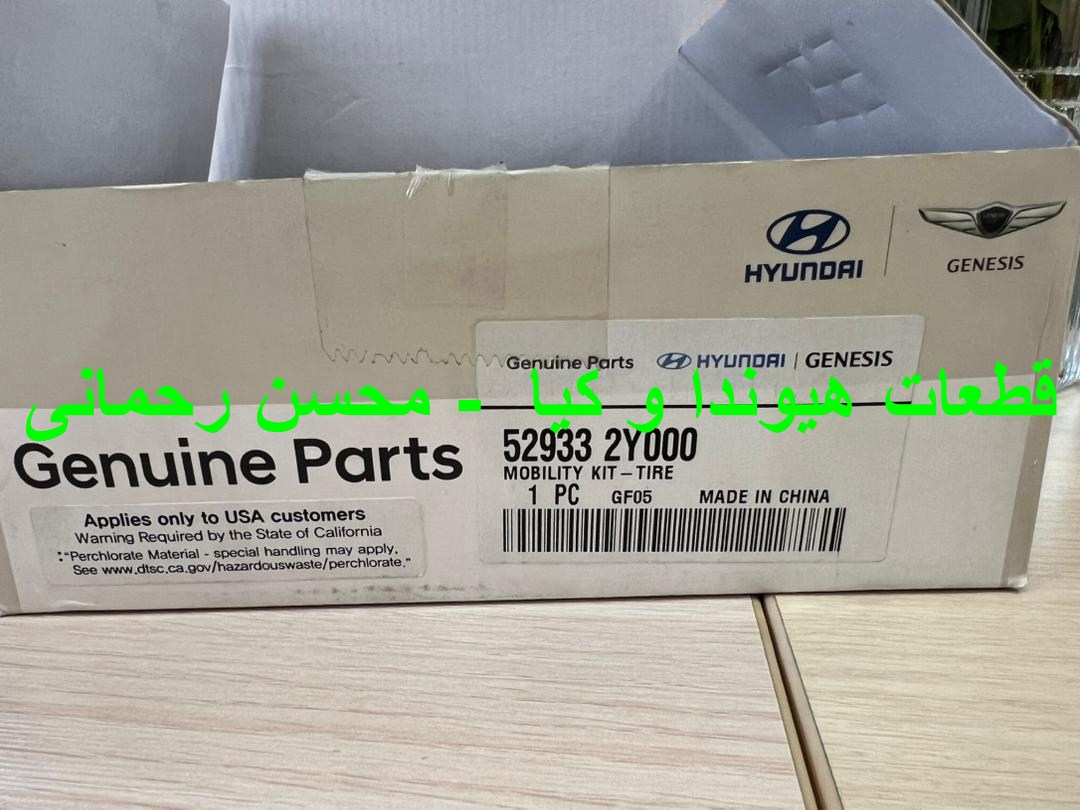 HYUNDAI
GENESIS
Genuine Parts HYUNDAI | GENESIS
قطعات هیوندا و کیا - محسن رحمانی
Genuine Parts
52933 2Y000
MOBILITY KIT-TIRE
1 PC GF05 MADE IN CHINA
Applies only to USA customers
Warning Required by the State of California
:"Perchlorate Material - special handling may apply.
See www.dtsc.ca.gov/hazardouswaste/perchlorate."